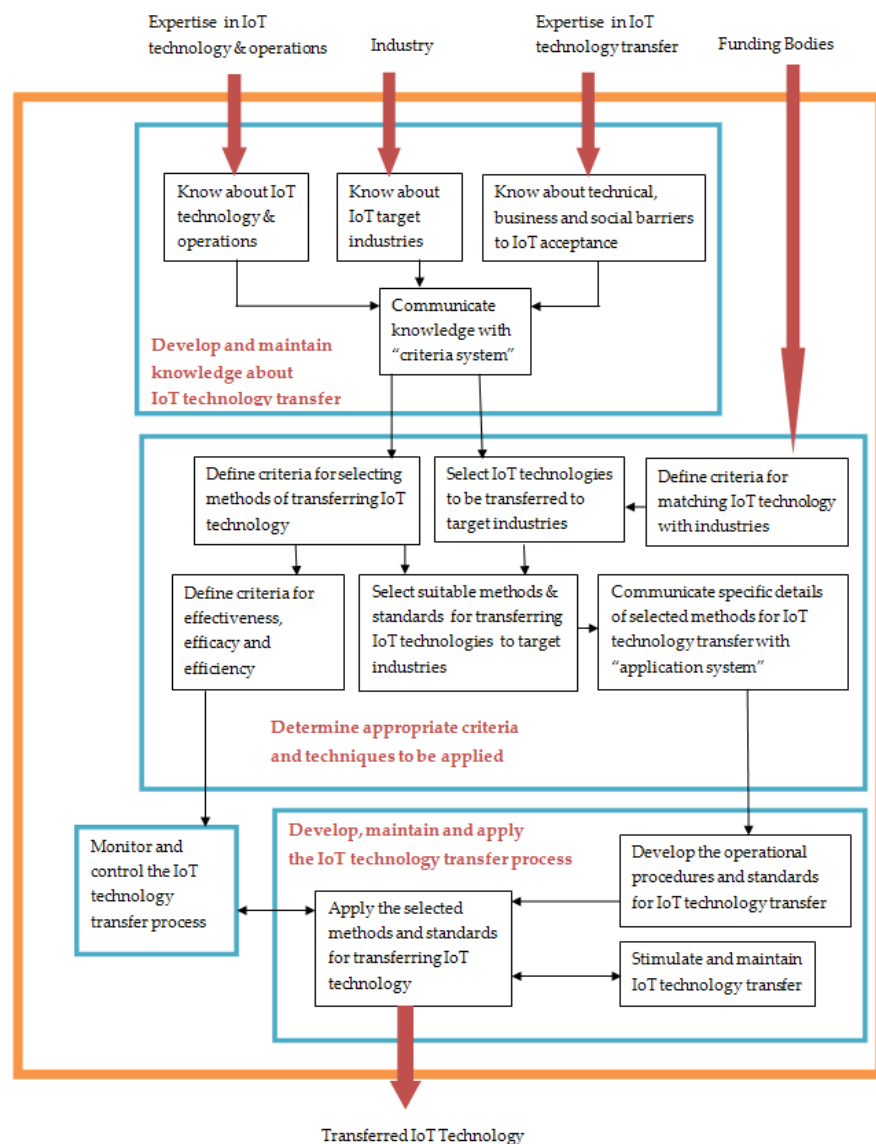 Expertise in IoT
technology & operations
Industry
Expertise in IoT
technology transfer
Funding Bodies
Know about IoT
technology &
operations
Know about
IoT target
industries
Know about technical,
business and social barriers
to IoT acceptance
Communicate
knowledge with
“criteria system”
Develop and maintain
knowledge about
IoT technology transfer
Define criteria for selecting
methods of transferring IoT
technology
Select IoT technologies
to be transferred to
target industries
Define criteria for
matching IoT technology
with industries
Define criteria for
effectiveness,
efficacy and
efficiency
Select suitable methods &
standards for transferring
IoT technologies to target
industries
Communicate specific details
of selected methods for IoT
technology transfer with
“application system”
Determine appropriate criteria
and techniques to be applied
Monitor and
control the IoT
technology
transfer process
Develop, maintain and apply
the IoT technology transfer process
Develop the operational
procedures and standards
for IoT technology transfer
Apply the selected
methods and standards
for transferring IoT
technology
Stimulate and maintain
IoT technology transfer
Transferred IoT Technology